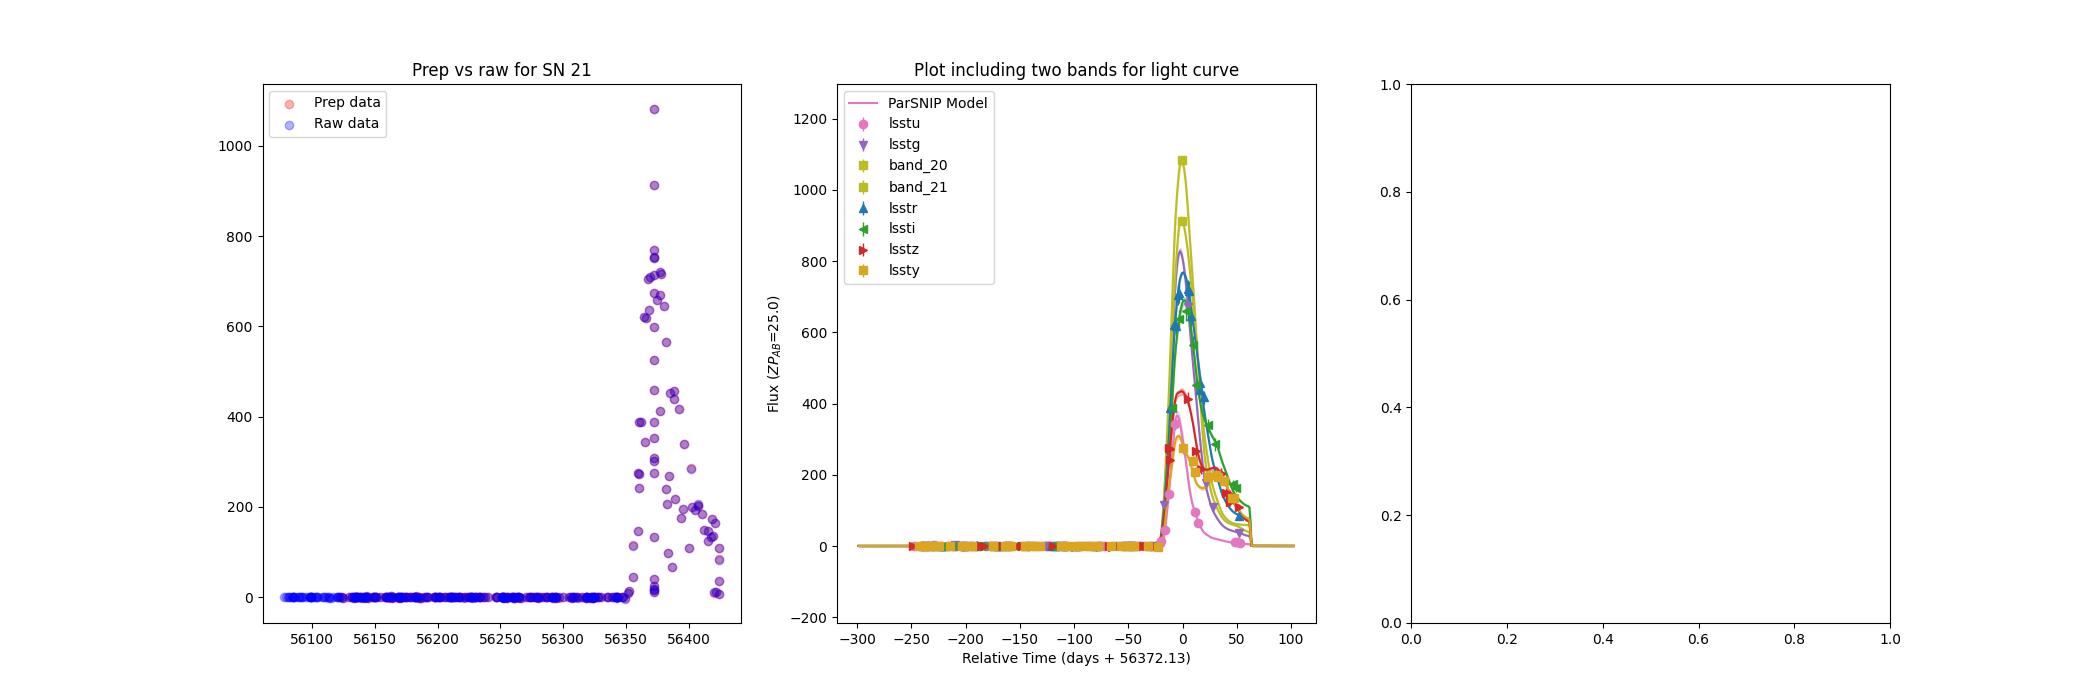 Prep vs raw for SN 21
Prep data
Raw data
1000
800
600
400
200
0
56100 56150 56200 56250 56300 56350 56400
Plot including two bands for light curve
ParSNIP Model
lsstu
lsstg
band_20
band_21
lsstr
lssti
lsstz
lssty
1200
1000
800
600
400
200
0
−200
Flux (ZP_AB=25.0)
−300 −250 −200 −150 −100 −50 0 50 100
Relative Time (days + 56372.13)
1.0
0.8
0.6
0.4
0.2
0.0
0.0 0.2 0.4 0.6 0.8 1.0